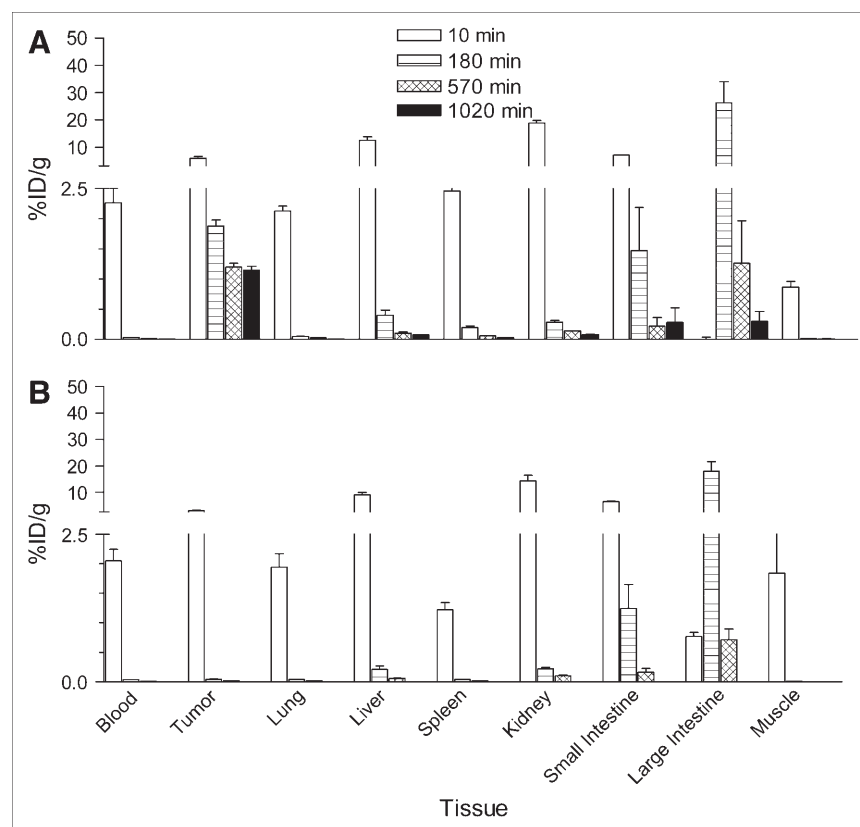 A
50
40
30
20
10
2.5
0.0
%ID/g
10 min
180 min
570 min
1020 min
B
50
40
30
20
10
2.5
0.0
%ID/g
Blood
Tumor
Lung
Liver
Spleen
Kidney
Small Intestine
Large Intestine
Muscle
Tissue